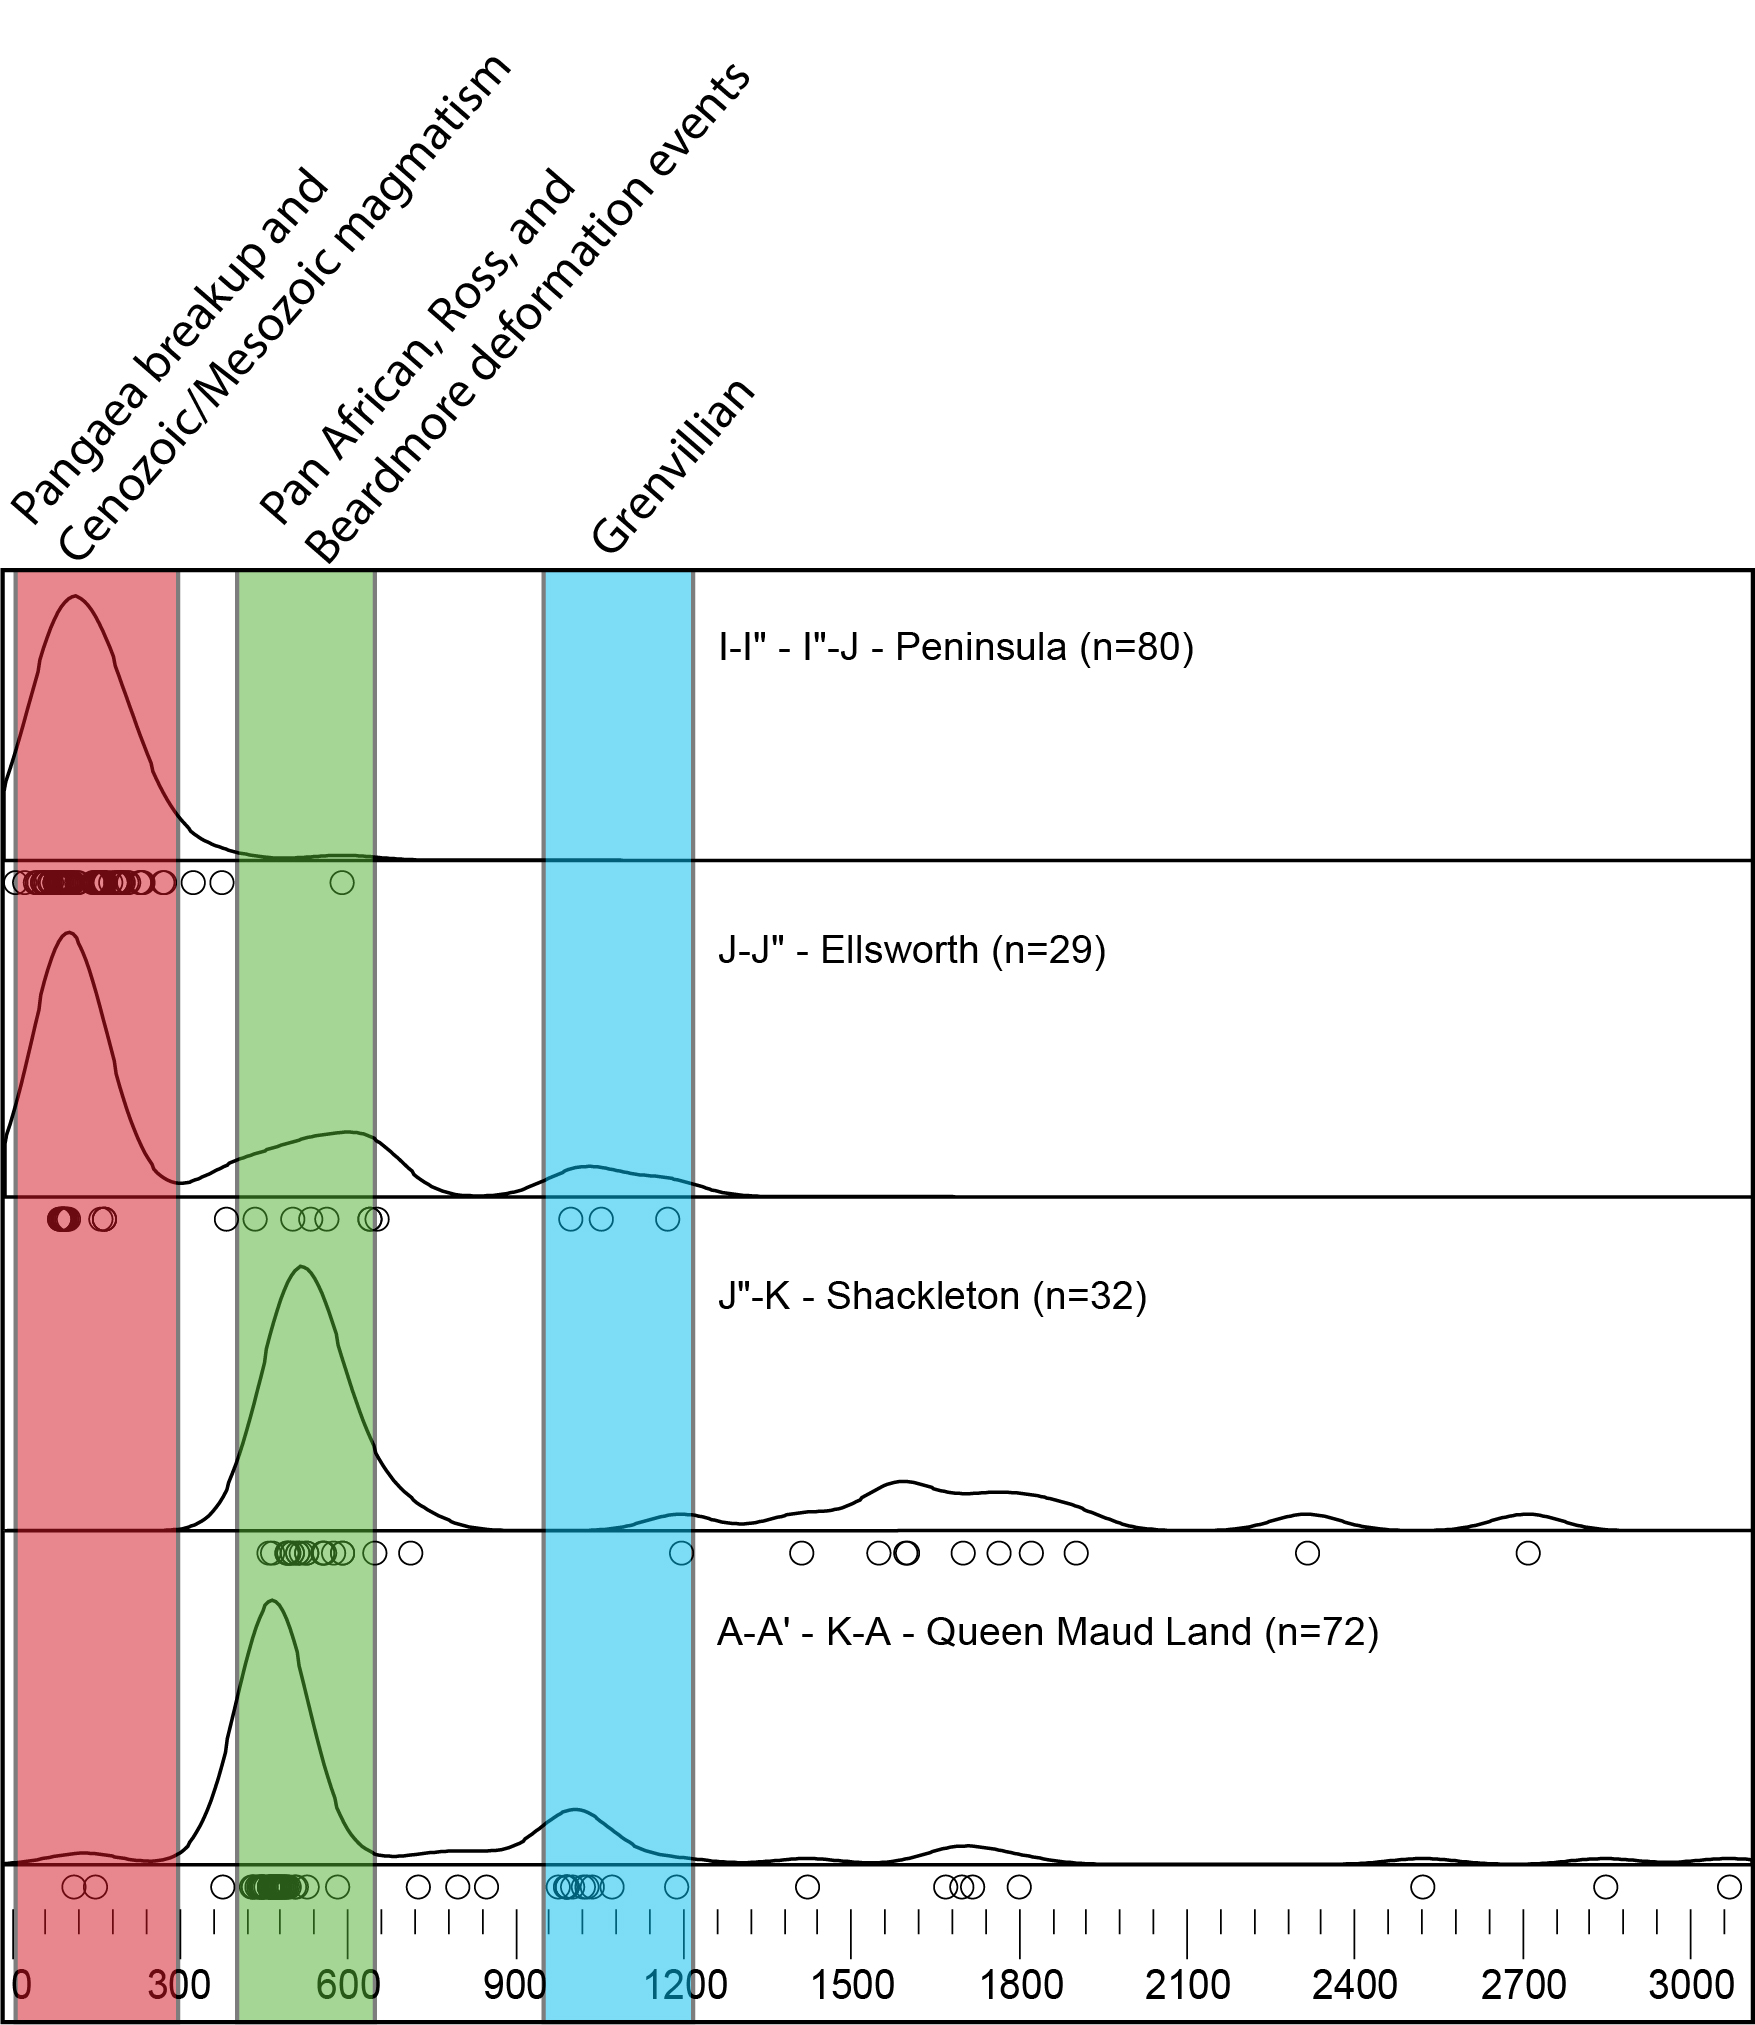 Pangaea breakup and
Cenozoic/Mesozoic magmatism
Pan African, Ross, and
Beardmore deformation events
Grenvillian
I-I" - I"-J - Peninsula (n=80)
J-J" - Ellsworth (n=29)
J"-K - Shackleton (n=32)
A-A' - K-A - Queen Maud Land (n=72)
0 300 600 900 1200 1500 1800 2100 2400 2700 3000